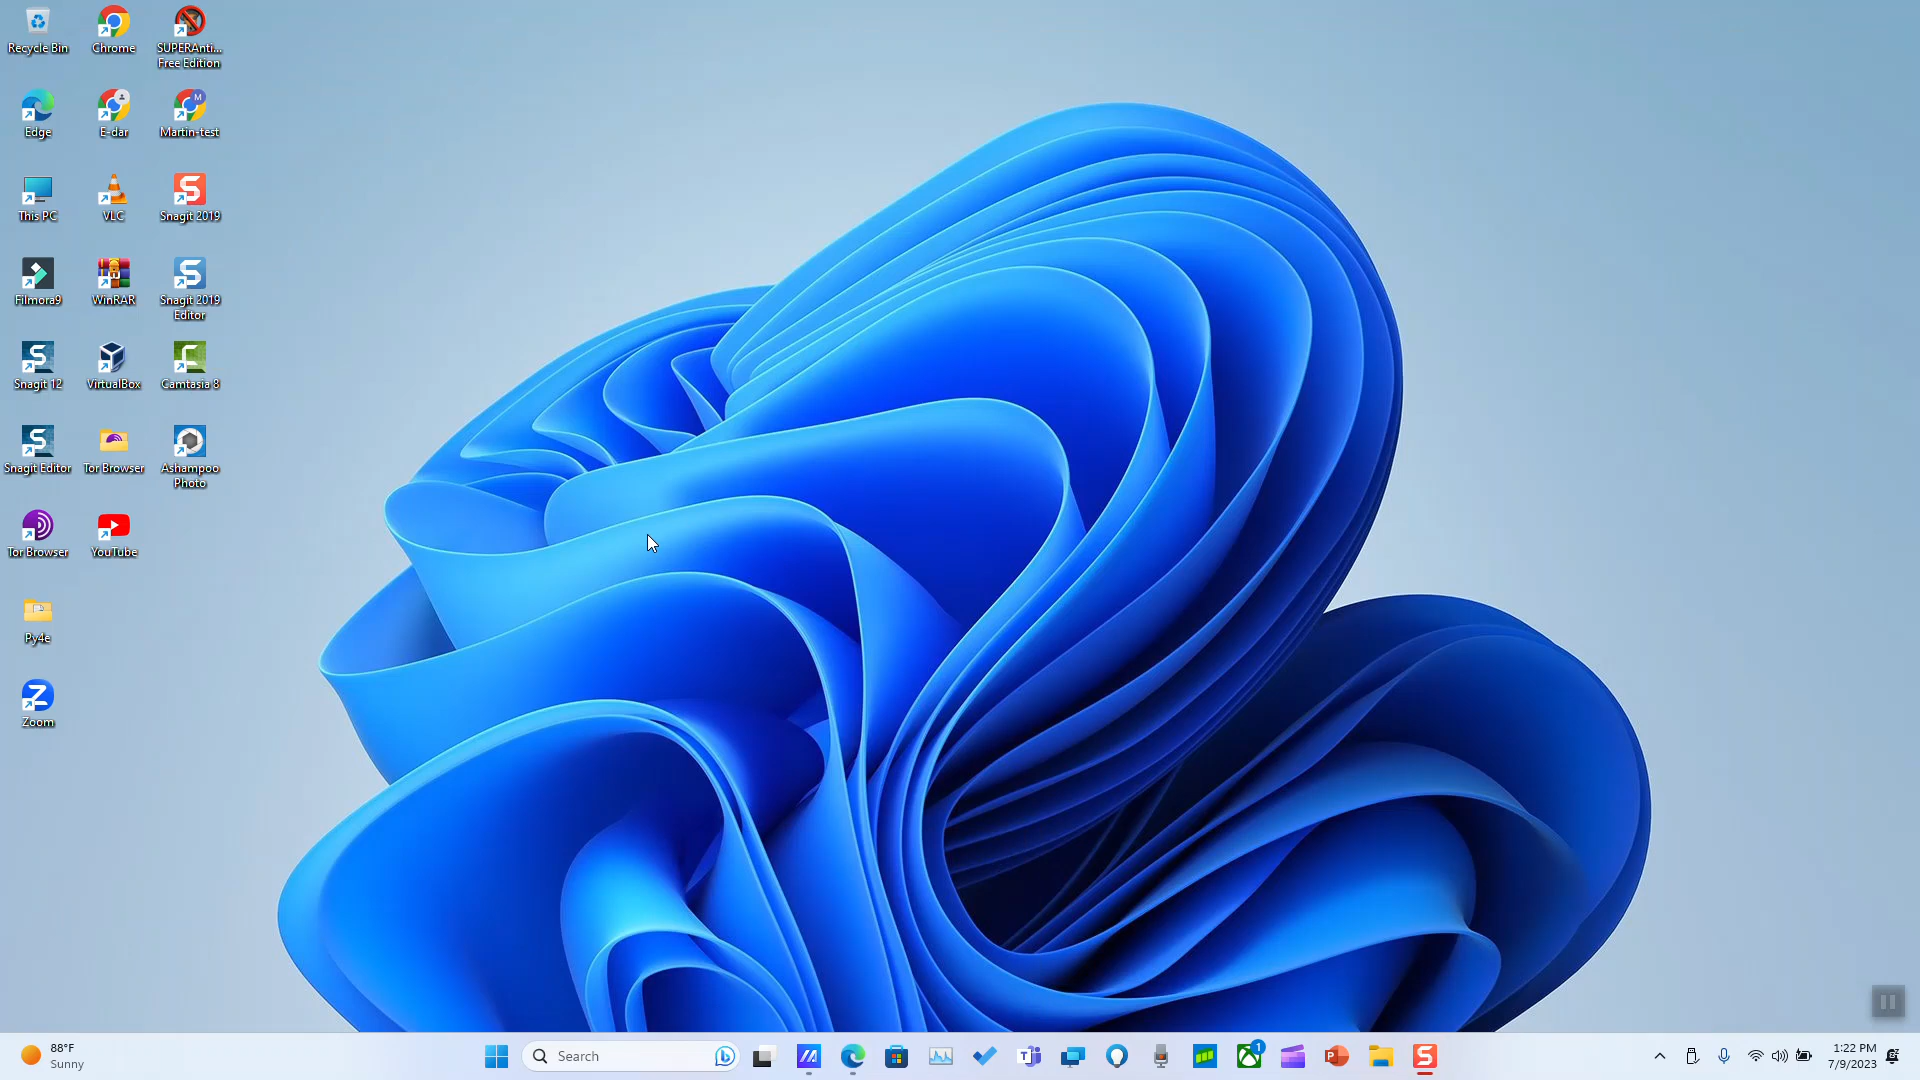 Recycle Bin
Chrome
SUPERAnti...
Free Edition
Edge
E-dar
M
Martin-test
This PC
VLC
Snagit 2019
Filmora9
WinRAR
Snagit 2019
Editor
Snagit 12
VirtualBox
Camtasia 8
Snagit Editor
Tor Browser
Ashampoo
Photo
Tor Browser
YouTube
Py4e
Zoom
88°F
Sunny
Search
1
1:22 PM
7/9/2023